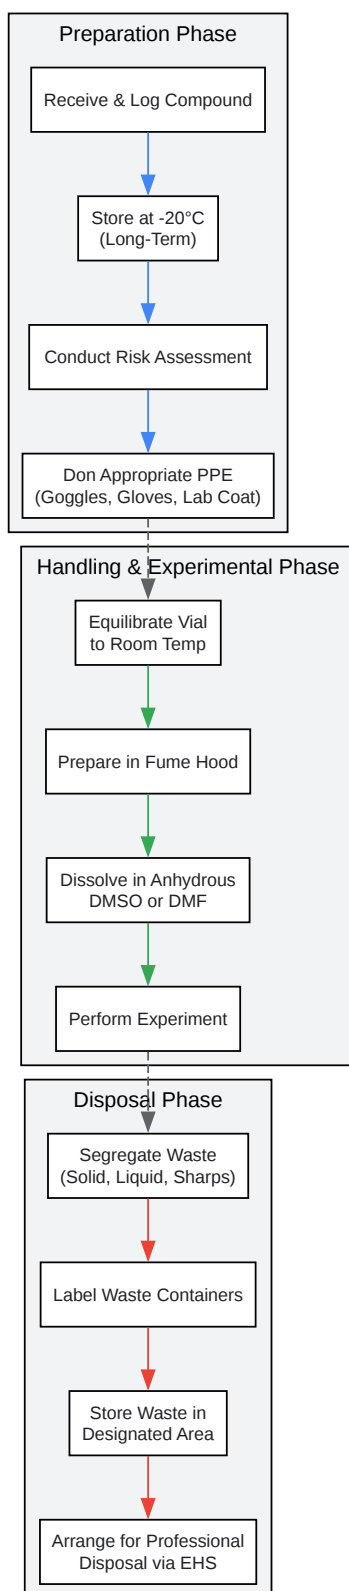 Preparation Phase
Receive & Log Compound
Store at -20°C
(Long-Term)
Conduct Risk Assessment
Don Appropriate PPE
(Goggles, Gloves, Lab Coat)
Handling & Experimental Phase
Equilibrate Vial
to Room Temp
Prepare in Fume Hood
Dissolve in Anhydrous
DMSO or DMF
Perform Experiment
Disposal Phase
Segregate Waste
(Solid, Liquid, Sharps)
Label Waste Containers
Store Waste in
Designated Area
Arrange for Professional
Disposal via EHS